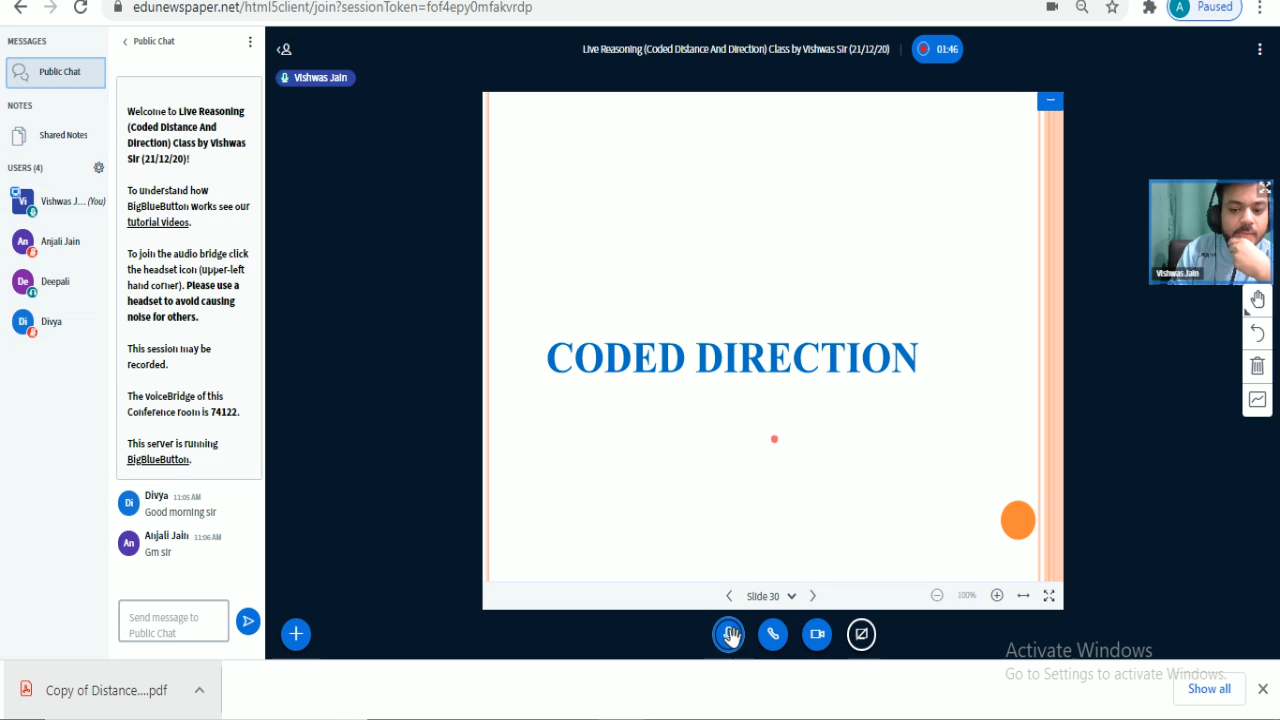 edunewspaper.net/html5client/join?sessionToken=fof4epy0mfakvrdp
A Paused
MESSAGES
Public Chat
NOTES
Shared Notes
USERS (4)
Vi Vishwas J... (You)
An Anjali Jain
De Deepali
Di Divya
Public Chat
Welcome to Live Reasoning
(Coded Distance And
Direction) Class by Vishwas
Sir (21/12/20)!
To understand how
BigBlueButton works see our
tutorial videos.
To join the audio bridge click
the headset icon (upper-left
hand corner). Please use a
headset to avoid causing
noise for others.
This session may be
recorded.
The voiceBridge of this
Conference room is 74122.
This server is running
BigBlueButton.
Di Divya 11:05 AM
Good morning sir
An Anjali Jain 11:06 AM
Gm sir
Send message to
Public Chat
Live Reasoning (Coded Distance And Direction) Class by Vishwas Sir (21/12/20)
01:46
Vishwas Jain
CODED DIRECTION
Vishwas Jain
Slide 30
100%
Activate Windows
Go to Settings to activate Windows.
Copy of Distance....pdf
Show all